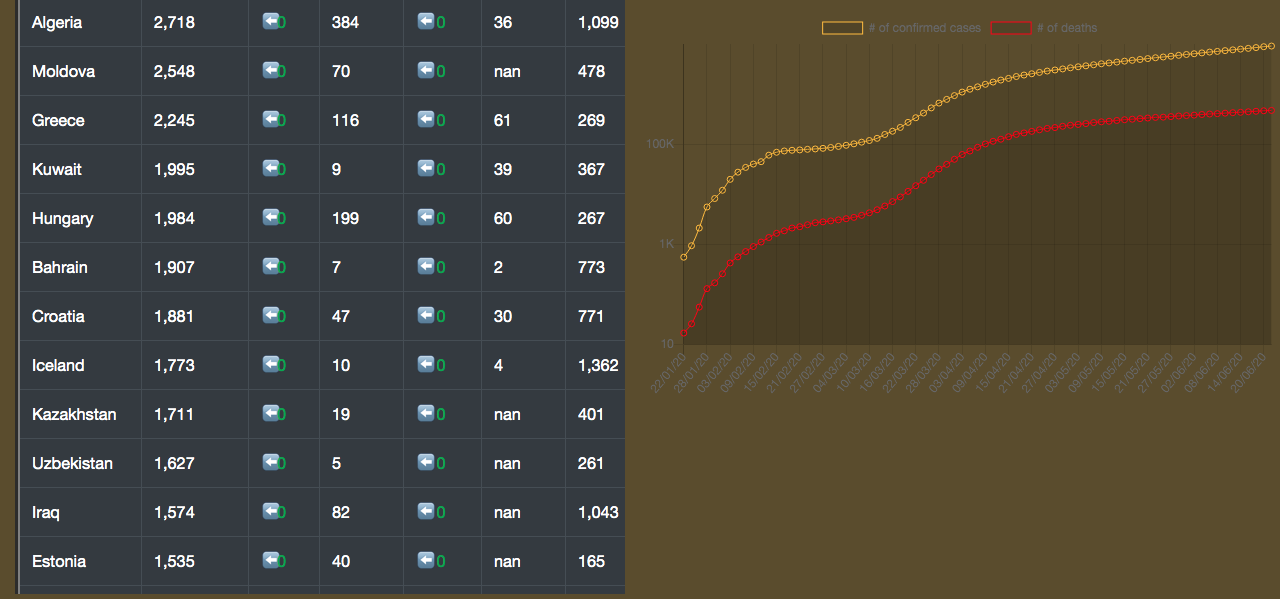 Algeria 2,718 0 384 0 36 1,099
Moldova 2,548 0 70 0 nan 478
Greece 2,245 0 116 0 61 269
Kuwait 1,995 0 9 0 39 367
Hungary 1,984 0 199 0 60 267
Bahrain 1,907 0 7 0 2 773
Croatia 1,881 0 47 0 30 771
Iceland 1,773 0 10 0 4 1,362
Kazakhstan 1,711 0 19 0 nan 401
Uzbekistan 1,627 0 5 0 nan 261
Iraq 1,574 0 82 0 nan 1,043
Estonia 1,535 0 40 0 nan 165
# of confirmed cases # of deaths
100K
1K
10
22/01/20 28/01/20 03/02/20 09/02/20 15/02/20 21/02/20 27/02/20 04/03/20 10/03/20 16/03/20 22/03/20 28/03/20 03/04/20 09/04/20 15/04/20 21/04/20 27/04/20 03/05/20 09/05/20 15/05/20 21/05/20 27/05/20 02/06/20 08/06/20 14/06/20 20/06/20